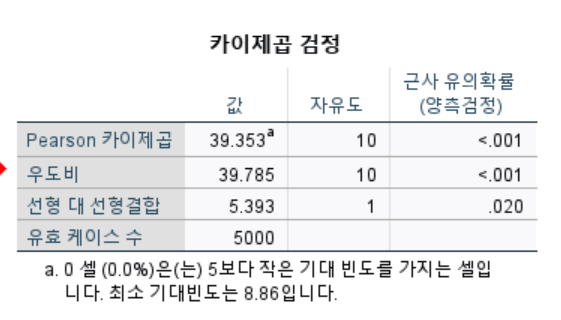 카이제곱 검정
값 자유도 근사 유의확률 (양측검정)
Pearson 카이제곱 39.353a 10 <.001
우도비 39.785 10 <.001
선형 대 선형결합 5.393 1 .020
유효 케이스 수 5000
a. 0 셀 (0.0%)은(는) 5보다 작은 기대 빈도를 가지는 셀입
니다. 최소 기대빈도는 8.86입니다.